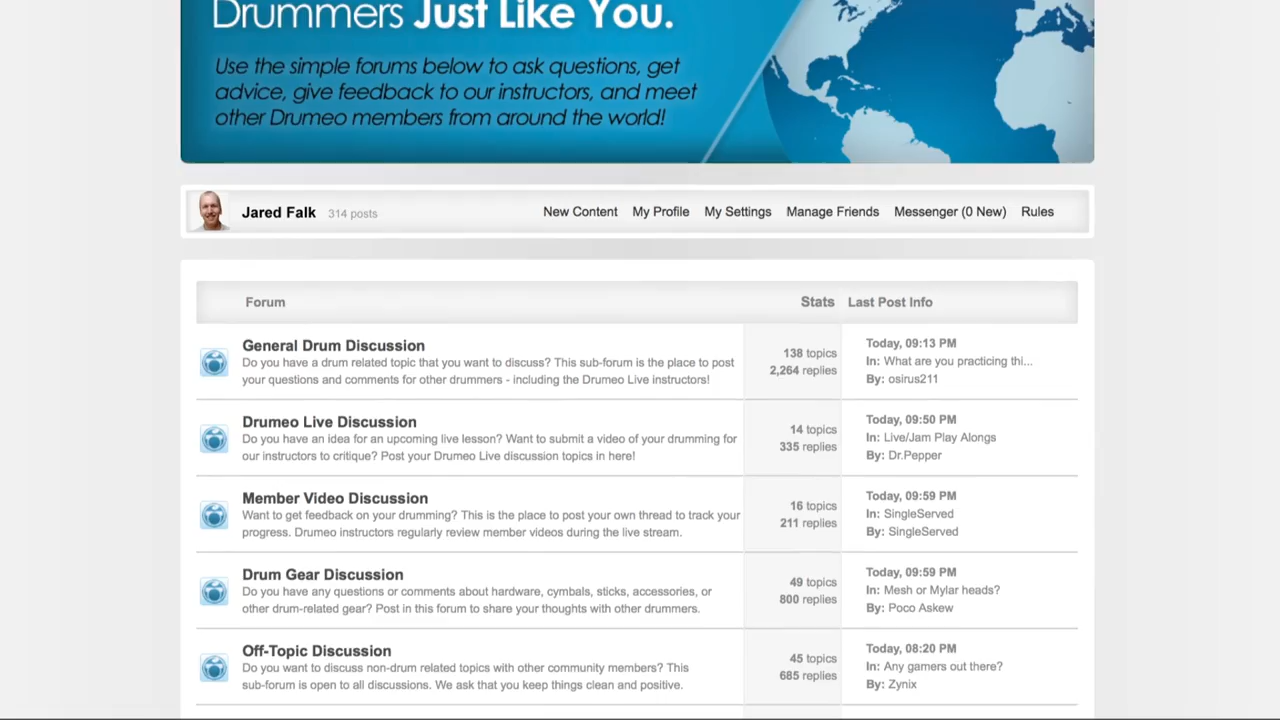 Drummers Just Like You.
Use the simple forums below to ask questions, get
advice, give feedback to our instructors, and meet
other Drumeo members from around the world!
Jared Falk 314 posts New Content My Profile My Settings Manage Friends Messenger (0 New) Rules
Forum Stats Last Post Info
General Drum Discussion
Do you have a drum related topic that you want to discuss? This sub-forum is the place to post
your questions and comments for other drummers - including the Drumeo Live instructors!
138 topics
2,264 replies
Today, 09:13 PM
In: What are you practicing thi...
By: osirus211
Drumeo Live Discussion
Do you have an idea for an upcoming live lesson? Want to submit a video of your drumming for
our instructors to critique? Post your Drumeo Live discussion topics in here!
14 topics
335 replies
Today, 09:50 PM
In: Live/Jam Play Alongs
By: Dr.Pepper
Member Video Discussion
Want to get feedback on your drumming? This is the place to post your own thread to track your
progress. Drumeo instructors regularly review member videos during the live stream.
16 topics
211 replies
Today, 09:59 PM
In: SingleServed
By: SingleServed
Drum Gear Discussion
Do you have any questions or comments about hardware, cymbals, sticks, accessories, or
other drum-related gear? Post in this forum to share your thoughts with other drummers.
49 topics
800 replies
Today, 09:59 PM
In: Mesh or Mylar heads?
By: Poco Askew
Off-Topic Discussion
Do you want to discuss non-drum related topics with other community members? This
sub-forum is open to all discussions. We ask that you keep things clean and positive.
45 topics
685 replies
Today, 08:20 PM
In: Any gamers out there?
By: Zynix